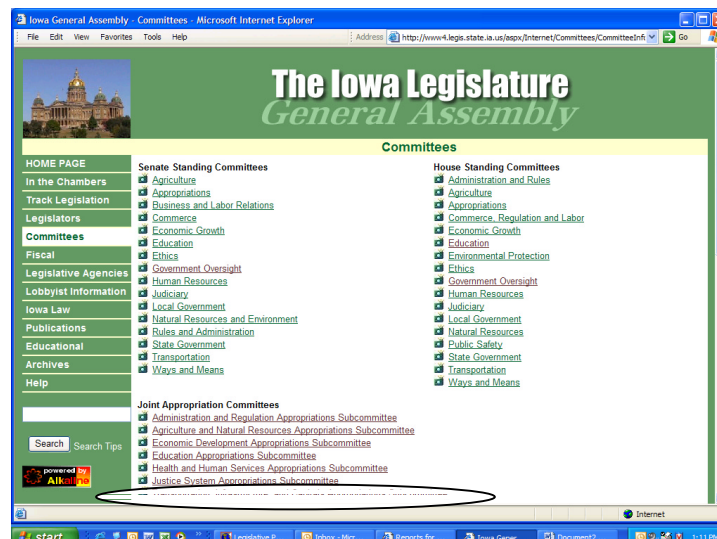 Iowa General Assembly - Committees - Microsoft Internet Explorer
File Edit View Favorites Tools Help
Address http://www4.legis.state.ia.us/aspx/Internet/Committees/CommitteeInf Go
The Iowa Legislature
General Assembly
Committees
HOME PAGE
In the Chambers
Track Legislation
Legislators
Committees
Fiscal
Legislative Agencies
Lobbyist Information
Iowa Law
Publications
Educational
Archives
Help
Search Search Tips
powered by
Alkaline
Senate Standing Committees
Agriculture
Appropriations
Business and Labor Relations
Commerce
Economic Growth
Education
Ethics
Government Oversight
Human Resources
Judiciary
Local Government
Natural Resources and Environment
Rules and Administration
State Government
Transportation
Ways and Means
House Standing Committees
Administration and Rules
Agriculture
Appropriations
Commerce, Regulation and Labor
Economic Growth
Education
Environmental Protection
Ethics
Government Oversight
Human Resources
Judiciary
Local Government
Natural Resources
Public Safety
State Government
Transportation
Ways and Means
Joint Appropriation Committees
Administration and Regulation Appropriations Subcommittee
Agriculture and Natural Resources Appropriations Subcommittee
Economic Development Appropriations Subcommittee
Education Appropriations Subcommittee
Health and Human Services Appropriations Subcommittee
Justice System Appropriations Subcommittee
Internet
start Legislative P... Inbox - Micr... Reports for ... Iowa Gener... Document2 ... 1:11 PM